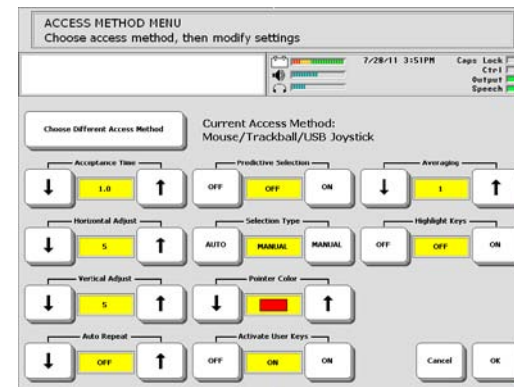 ACCESS METHOD MENU
Choose access method, then modify settings
7/28/11 3:51PM
Caps Lock
Ctrl
Output
Speech
Choose Different Access Method
Current Access Method:
Mouse/Trackball/USB Joystick
Acceptance Time
Predictive Selection
Averaging
1.0
OFF OFF ON
1
Horizontal Adjust
Selection Type
Highlight Keys
5
AUTO MANUAL MANUAL
OFF OFF ON
Vertical Adjust
Pointer Color
5
Auto Repeat
Activate User Keys
OFF
OFF ON ON
Cancel
OK